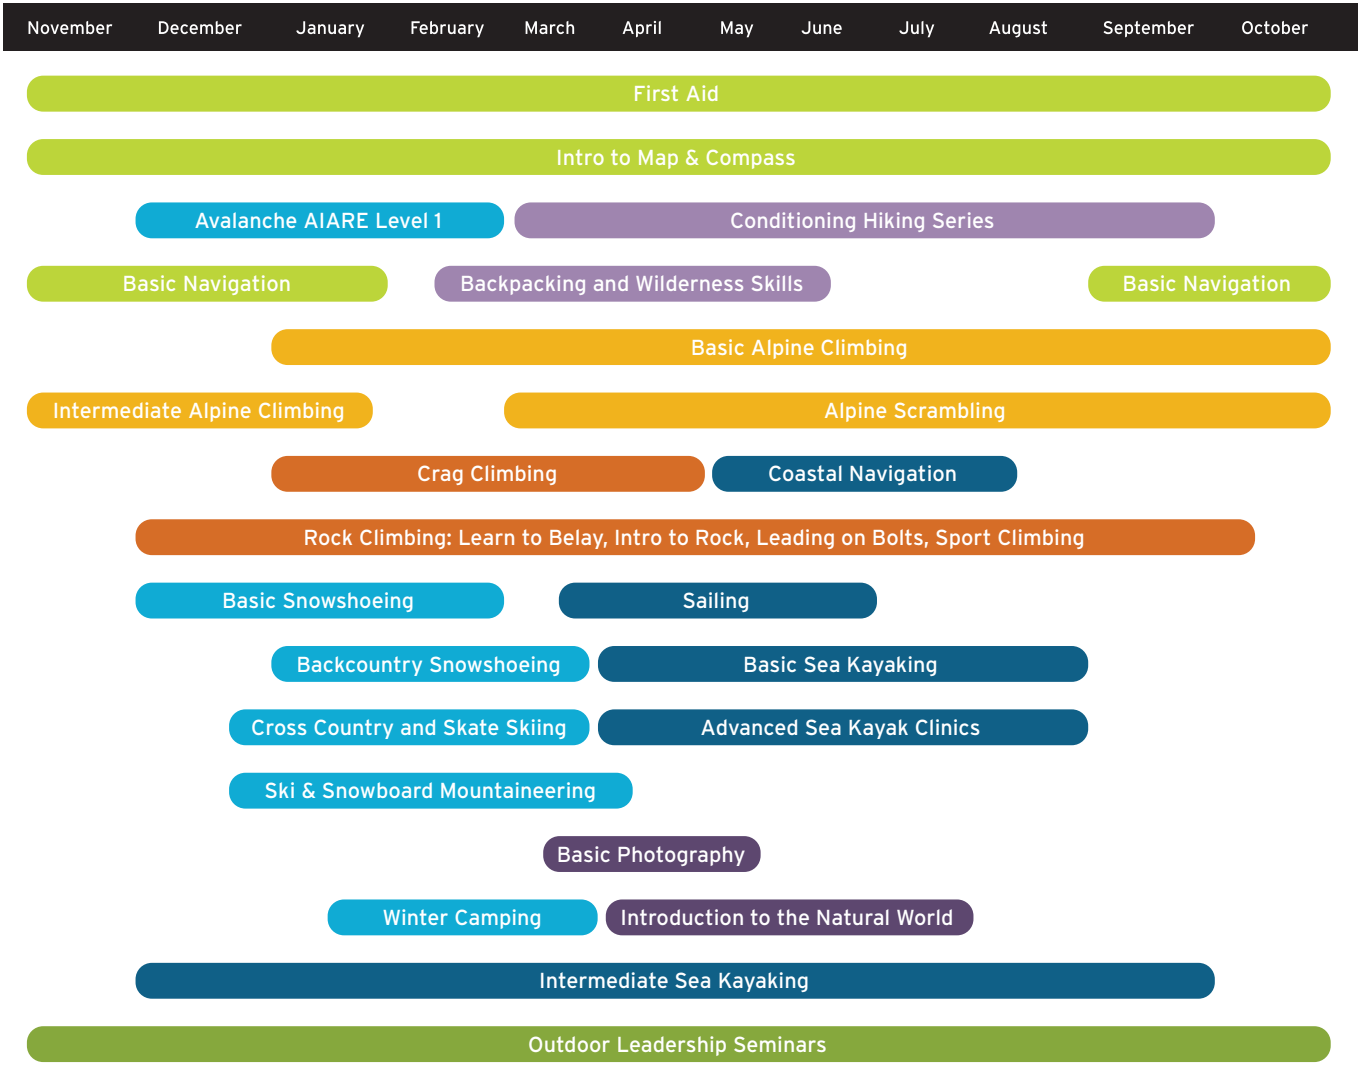 November December January February March April May June July August September October
First Aid
Intro to Map & Compass
Avalanche AIARE Level 1 Conditioning Hiking Series
Basic Navigation Backpacking and Wilderness Skills Basic Navigation
Basic Alpine Climbing
Intermediate Alpine Climbing Alpine Scrambling
Crag Climbing Coastal Navigation
Rock Climbing: Learn to Belay, Intro to Rock, Leading on Bolts, Sport Climbing
Basic Snowshoeing Sailing
Backcountry Snowshoeing Basic Sea Kayaking
Cross Country and Skate Skiing Advanced Sea Kayak Clinics
Ski & Snowboard Mountaineering
Basic Photography
Winter Camping Introduction to the Natural World
Intermediate Sea Kayaking
Outdoor Leadership Seminars